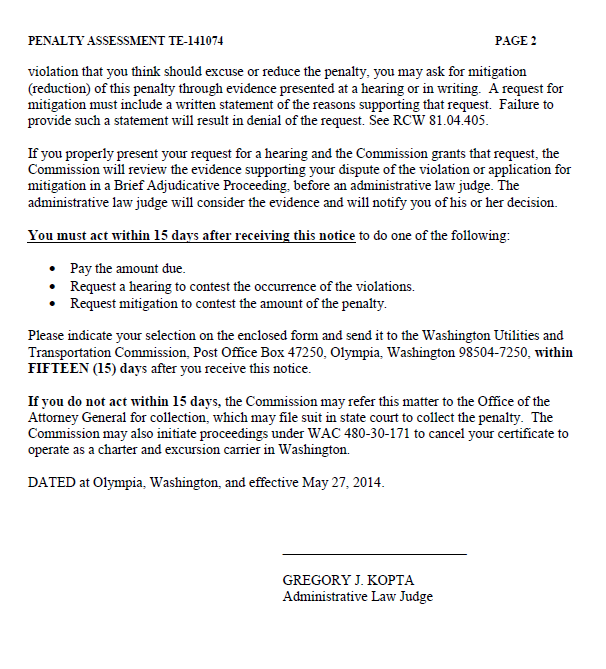 PENALTY ASSESSMENT TE-141074 PAGE 2
violation that you think should excuse or reduce the penalty, you may ask for mitigation
(reduction) of this penalty through evidence presented at a hearing or in writing. A request for
mitigation must include a written statement of the reasons supporting that request. Failure to
provide such a statement will result in denial of the request. See RCW 81.04.405.
If you properly present your request for a hearing and the Commission grants that request, the
Commission will review the evidence supporting your dispute of the violation or application for
mitigation in a Brief Adjudicative Proceeding, before an administrative law judge. The
administrative law judge will consider the evidence and will notify you of his or her decision.
You must act within 15 days after receiving this notice to do one of the following:
• Pay the amount due.
• Request a hearing to contest the occurrence of the violations.
• Request mitigation to contest the amount of the penalty.
Please indicate your selection on the enclosed form and send it to the Washington Utilities and
Transportation Commission, Post Office Box 47250, Olympia, Washington 98504-7250, within
FIFTEEN (15) days after you receive this notice.
If you do not act within 15 days, the Commission may refer this matter to the Office of the
Attorney General for collection, which may file suit in state court to collect the penalty. The
Commission may also initiate proceedings under WAC 480-30-171 to cancel your certificate to
operate as a charter and excursion carrier in Washington.
DATED at Olympia, Washington, and effective May 27, 2014.
GREGORY J. KOPTA
Administrative Law Judge